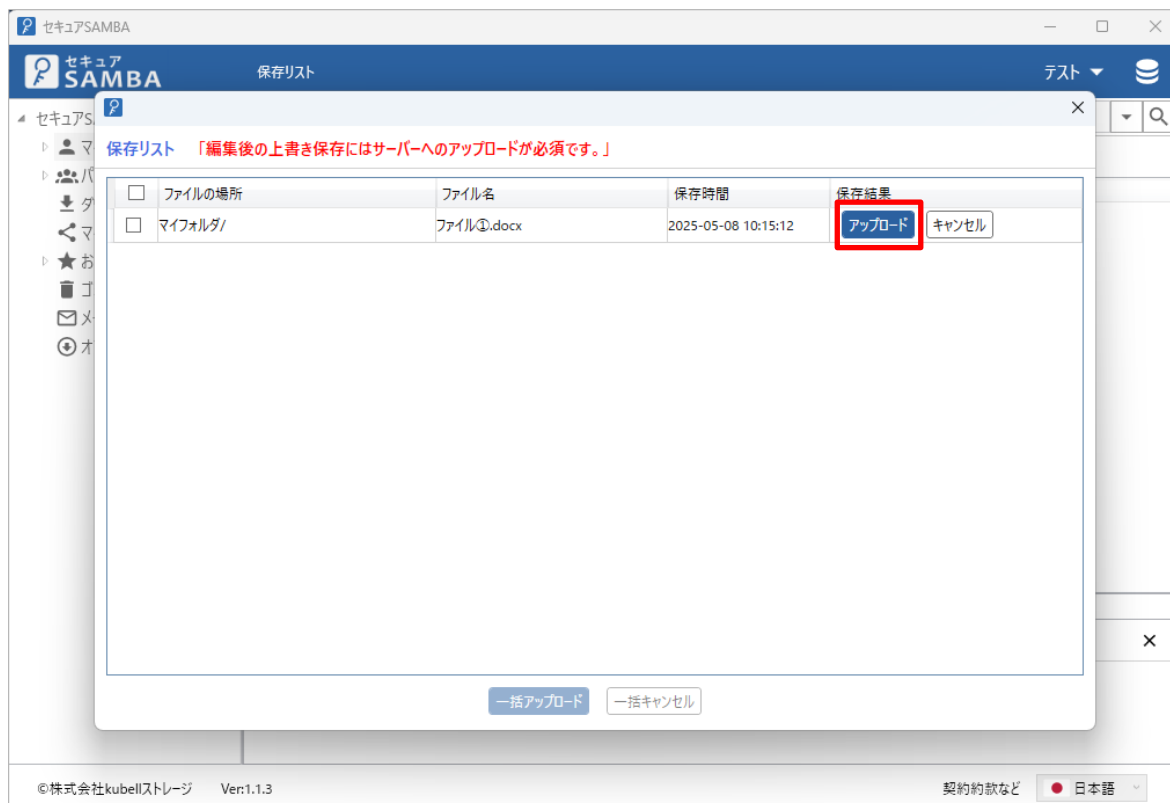 セキュアSAMBA
セキュア
SAMBA
保存リスト
テスト
セキュアS
マ
パ
ダ
マ
お
ゴ
メ
オ
保存リスト 「編集後の上書き保存にはサーバーへのアップロードが必須です。」
ファイルの場所 ファイル名 保存時間 保存結果
マイフォルダ/ ファイル①.docx 2025-05-08 10:15:12 アップロード キャンセル
一括アップロード 一括キャンセル
©株式会社kubellストレージ Ver:1.1.3 契約約款など 日本語